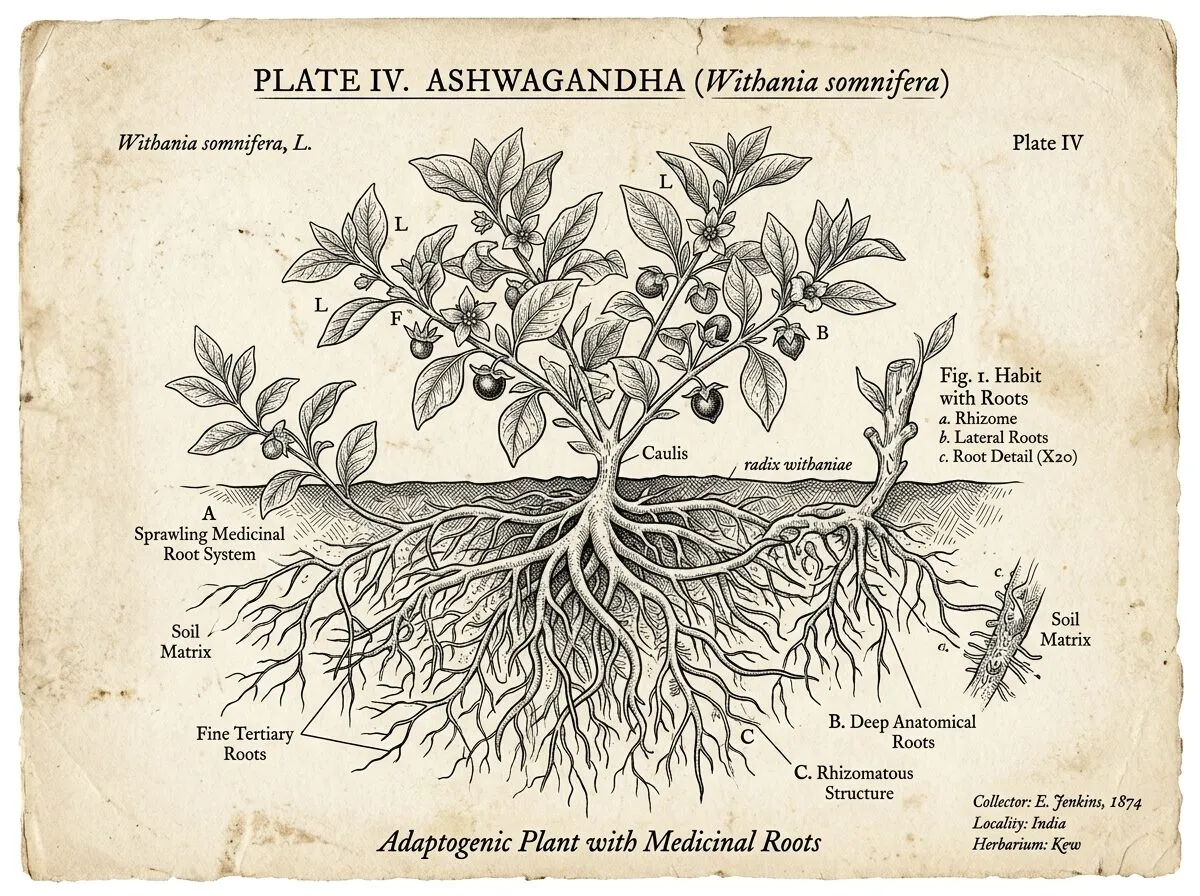 PLATE IV. ASHWAGANDHA (Withania somnifera)
Withania somnifera, L.
Plate IV
L
L
L
F
B
Fig. 1. Habit
with Roots
a. Rhizome
b. Lateral Roots
c. Root Detail (X20)
Caulis
radix withaniae
A
Sprawling Medicinal
Root System
c.
a.
Soil
Matrix
Soil
Matrix
Fine Tertiary
Roots
B. Deep Anatomical
Roots
C
C. Rhizomatous
Structure
Collector: E. Jenkins, 1874
Locality: India
Herbarium: Kew
Adaptogenic Plant with Medicinal Roots